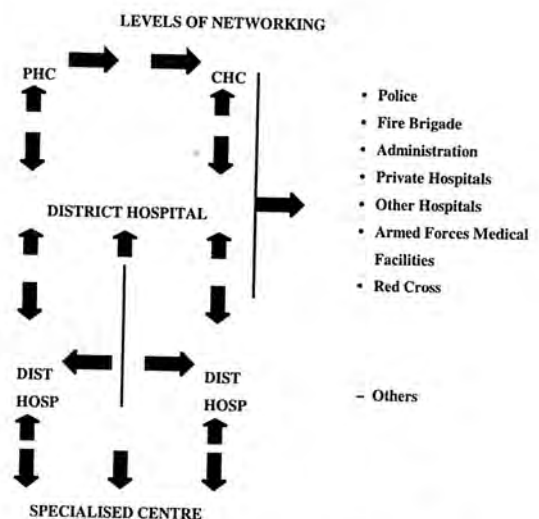 LEVELS OF NETWORKING
PHC
CHC
• Police
• Fire Brigade
• Administration
• Private Hospitals
• Other Hospitals
• Armed Forces Medical
Facilities
• Red Cross
DISTRICT HOSPITAL
DIST
HOSP
DIST
HOSP
– Others
SPECIALISED CENTRE